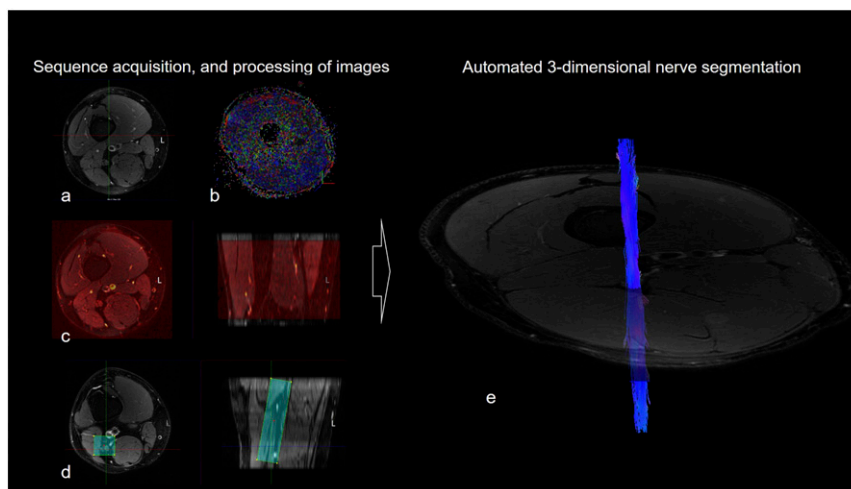 Sequence acquisition, and processing of images
Automated 3-dimensional nerve segmentation
L
a
b
L
L
c
L
L
d
e